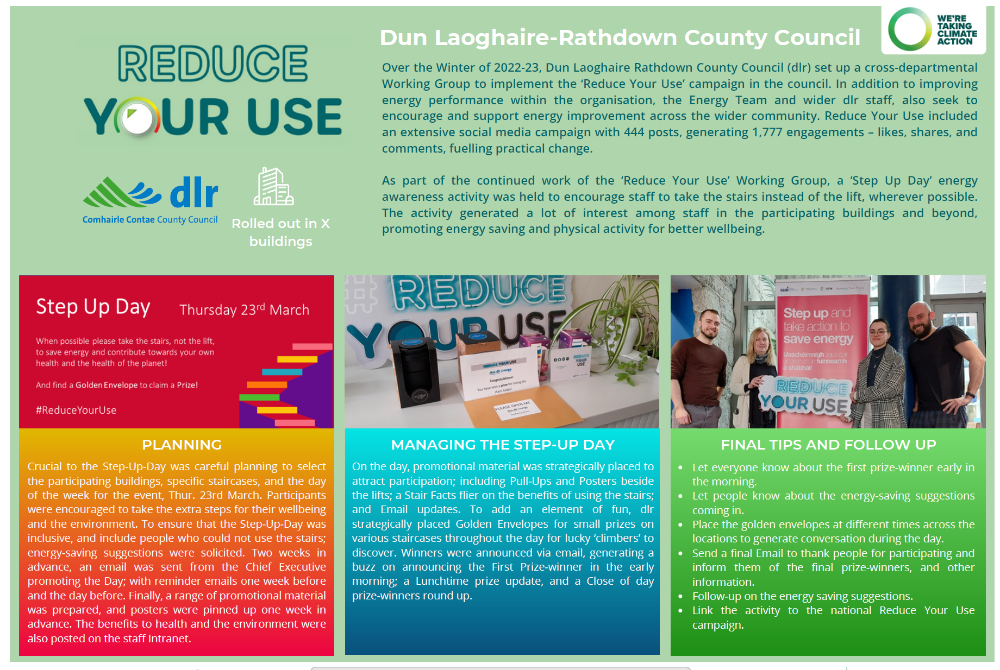 REDUCE
YOUR USE
dlr
Comhairle Contae County Council
Rolled out in X
buildings
Dun Laoghaire-Rathdown County Council
WE'RE
TAKING
CLIMATE
ACTION
Over the Winter of 2022-23, Dun Laoghaire Rathdown County Council (dlr) set up a cross-departmental
Working Group to implement the ‘Reduce Your Use’ campaign in the council. In addition to improving
energy performance within the organisation, the Energy Team and wider dlr staff, also seek to
encourage and support energy improvement across the wider community. Reduce Your Use included
an extensive social media campaign with 444 posts, generating 1,777 engagements – likes, shares, and
comments, fuelling practical change.
As part of the continued work of the ‘Reduce Your Use’ Working Group, a ‘Step Up Day’ energy
awareness activity was held to encourage staff to take the stairs instead of the lift, wherever possible.
The activity generated a lot of interest among staff in the participating buildings and beyond,
promoting energy saving and physical activity for better wellbeing.
Step Up Day
Thursday 23rd March
When possible please take the stairs, not the lift,
to save energy and contribute towards your own
health and the health of the planet!
And find a Golden Envelope to claim a Prize!
#ReduceYourUse
PLANNING
Crucial to the Step-Up-Day was careful planning to select
the participating buildings, specific staircases, and the day
of the week for the event, Thur. 23rd March. Participants
were encouraged to take the extra steps for their wellbeing
and the environment. To ensure that the Step-Up-Day was
inclusive, and include people who could not use the stairs;
energy-saving suggestions were solicited. Two weeks in
advance, an email was sent from the Chief Executive
promoting the Day; with reminder emails one week before
and the day before. Finally, a range of promotional material
was prepared, and posters were pinned up one week in
advance. The benefits to health and the environment were
also posted on the staff Intranet.
#REDUCE
YOUR USE
PHILIPS
REDUCE YOUR USE
dlr energy
Congratulations!
You have won a prize for taking the
stairs today!
REDUCE
YOUR
USE
PLEASE OPEN ME
dlr energy
MANAGING THE STEP-UP DAY
On the day, promotional material was strategically placed to
attract participation; including Pull-Ups and Posters beside
the lifts; a Stair Facts flier on the benefits of using the stairs;
and Email updates. To add an element of fun, dlr
strategically placed Golden Envelopes for small prizes on
various staircases throughout the day for lucky ‘climbers’ to
discover. Winners were announced via email, generating a
buzz on announcing the First Prize-winner in the early
morning; a Lunchtime prize update, and a Close of day
prize-winners round up.
seai
Step up and
take action to
save energy
Uaschéimnigh agus cuir
fuinneamh
a shábháil
REDUCE
YOUR USE
FINAL TIPS AND FOLLOW UP
• Let everyone know about the first prize-winner early in
the morning.
• Let people know about the energy-saving suggestions
coming in.
• Place the golden envelopes at different times across the
locations to generate conversation during the day.
• Send a final Email to thank people for participating and
inform them of the final prize-winners, and other
information.
• Follow-up on the energy saving suggestions.
• Link the activity to the national Reduce Your Use
campaign.